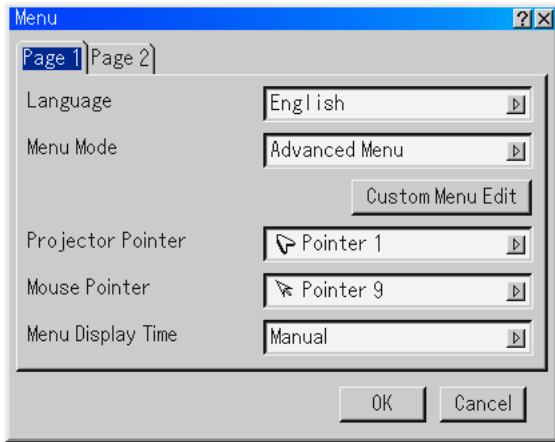 Menu
Page 1 Page 2
Language English
Menu Mode Advanced Menu
Custom Menu Edit
Projector Pointer Pointer 1
Mouse Pointer Pointer 9
Menu Display Time Manual
OK Cancel